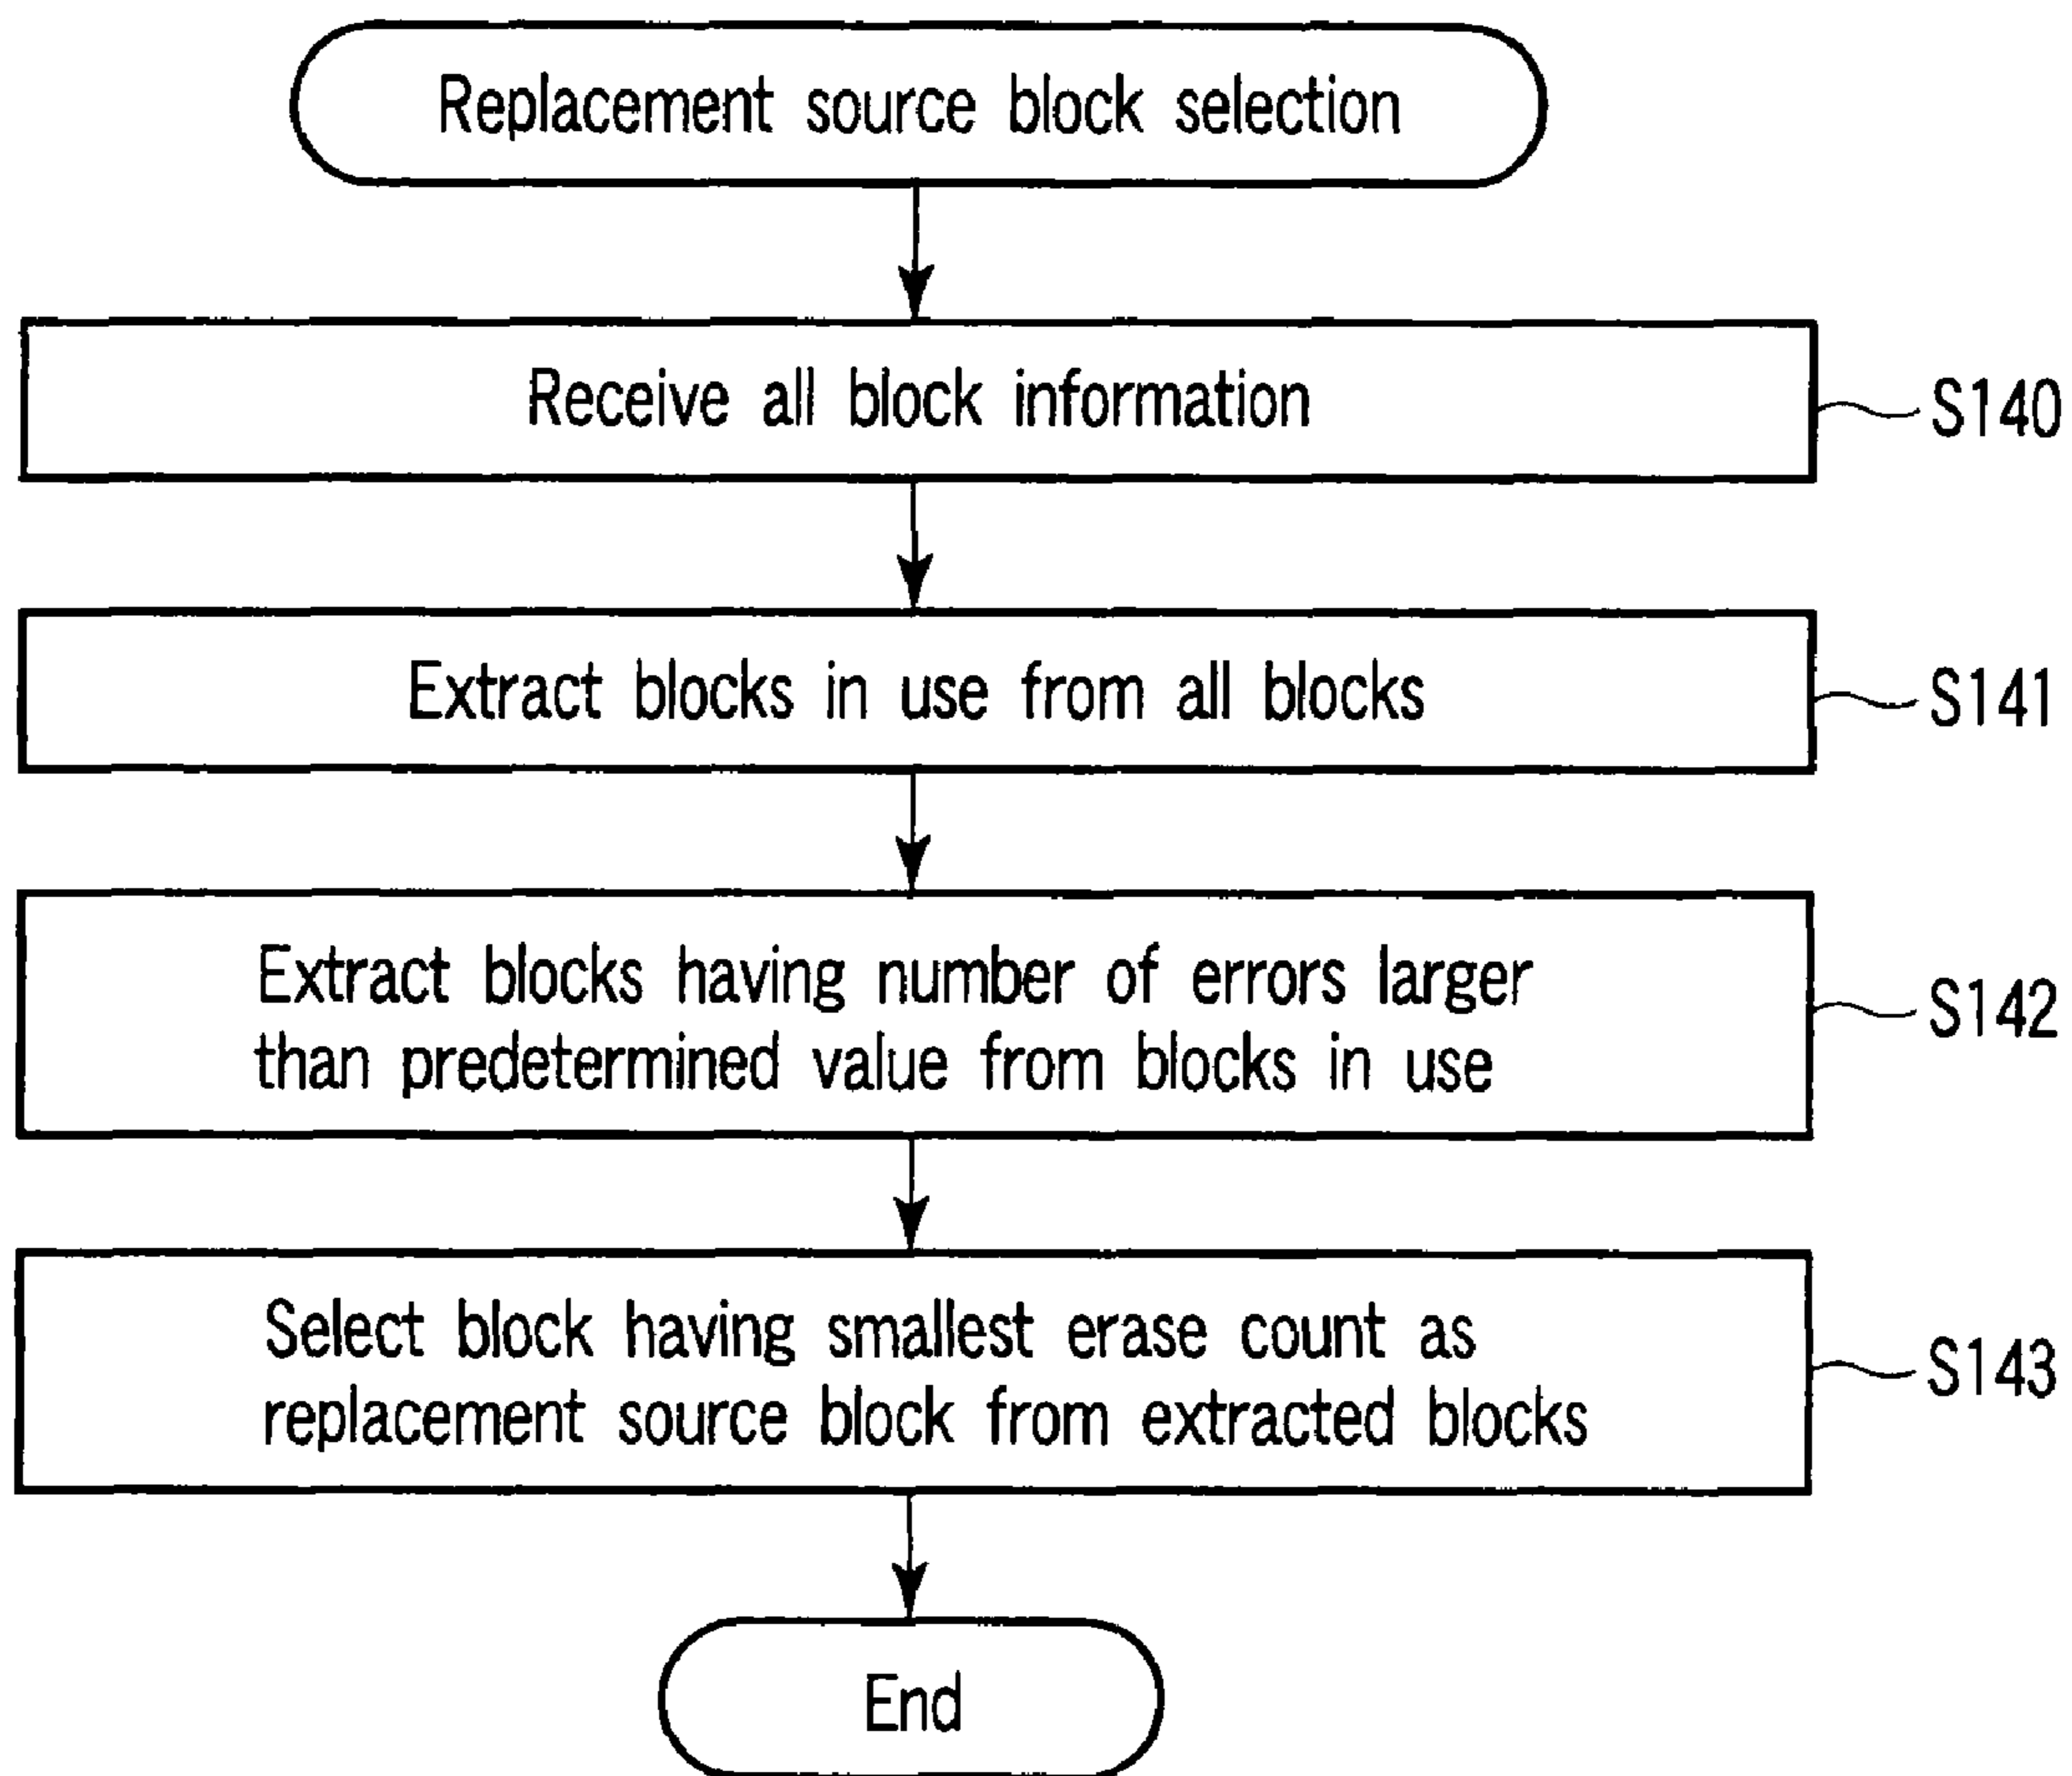 Replacement source block selection
Receive all block information
S140
Extract blocks in use from all blocks
S141
Extract blocks having number of errors larger
than predetermined value from blocks in use
S142
Select block having smallest erase count as
replacement source block from extracted blocks
S143
End